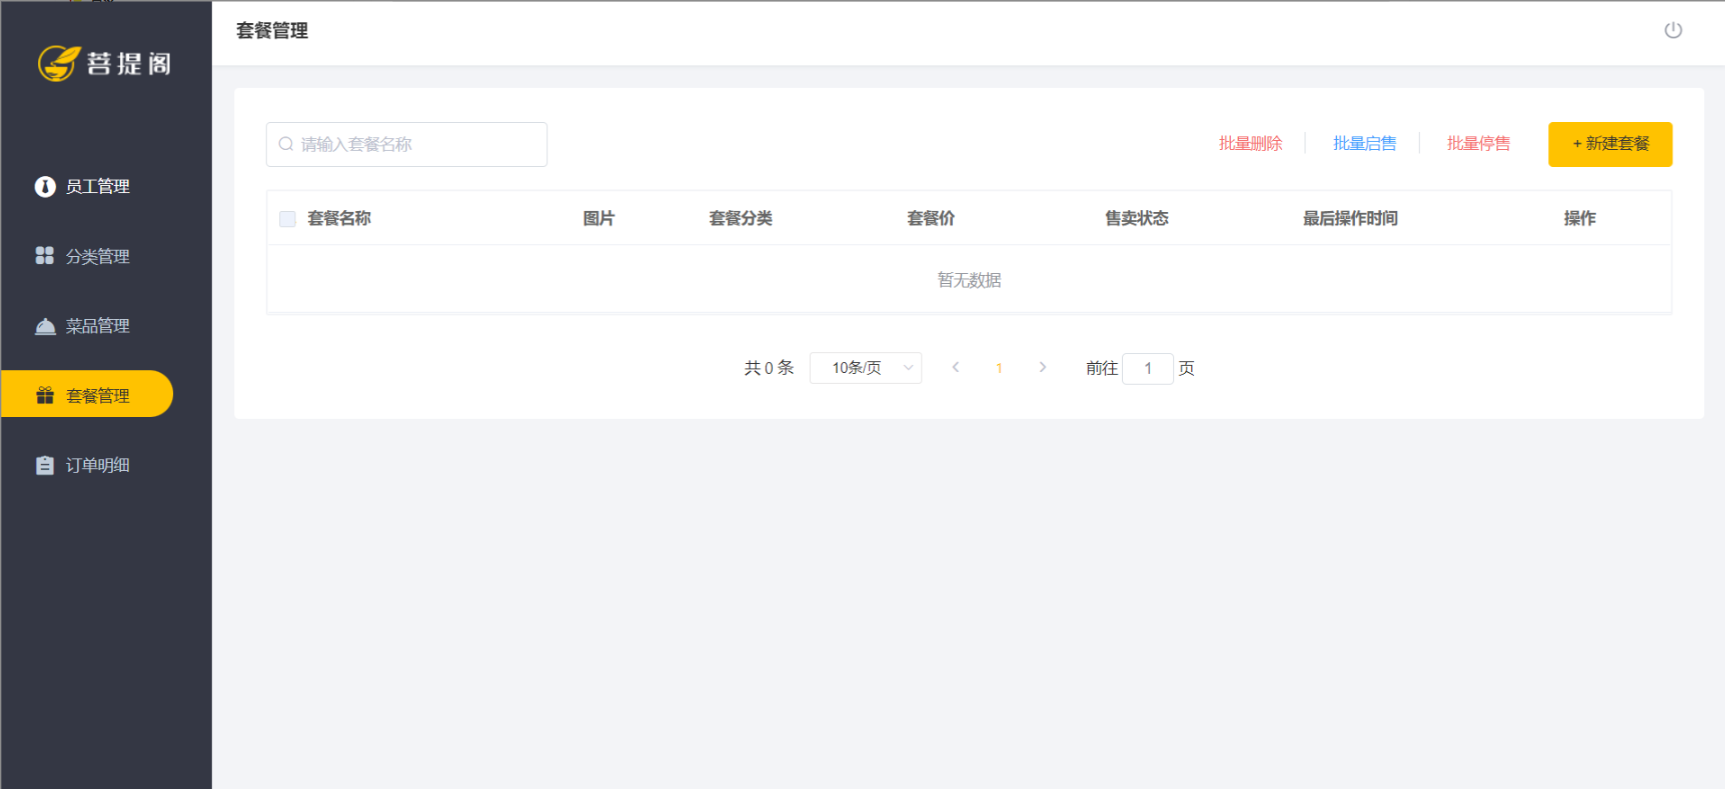 菩提阁
套餐管理
员工管理
分类管理
菜品管理
套餐管理
订单明细
请输入套餐名称
批量删除 批量启售 批量停售 + 新建套餐
套餐名称 图片 套餐分类 套餐价 售卖状态 最后操作时间 操作
暂无数据
共 0 条 10条/页 1 前往 1 页